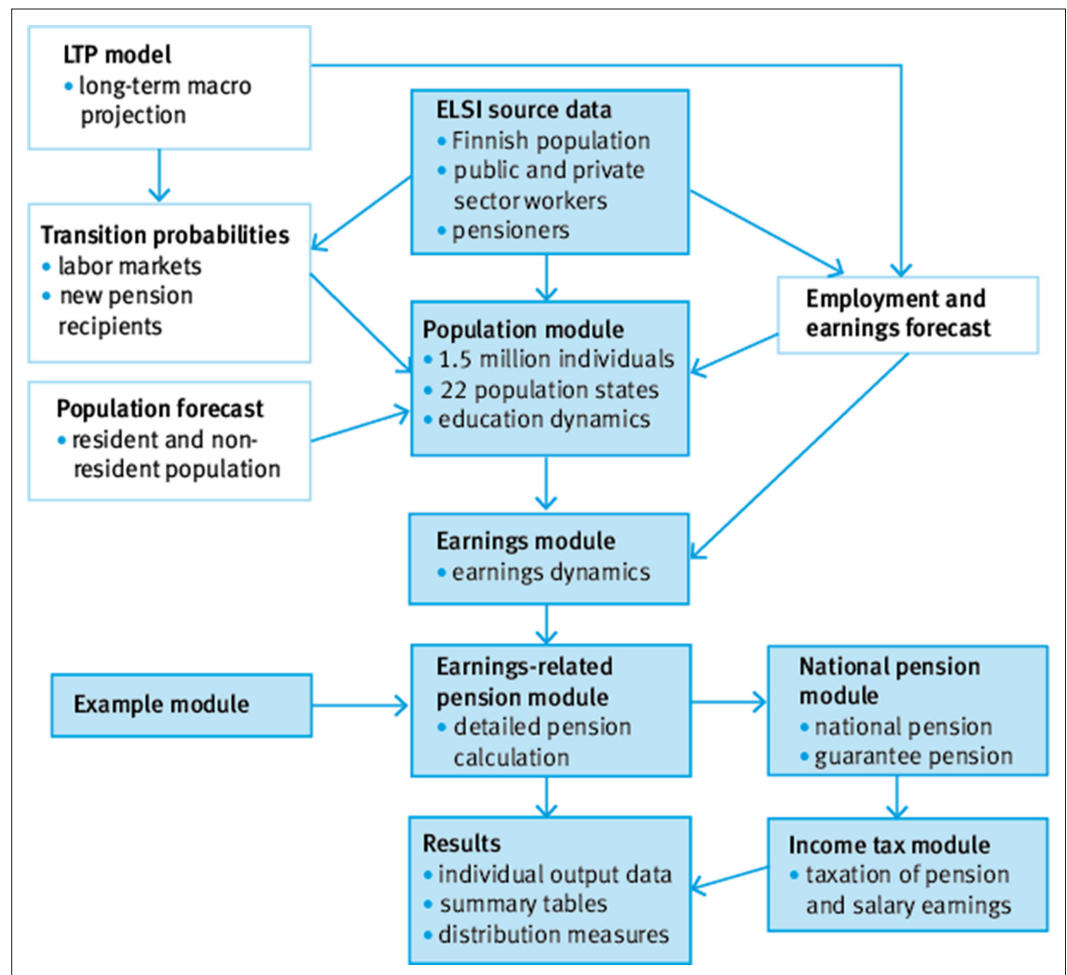 LTP model
• long-term macro
projection
ELSI source data
• Finnish population
• public and private
sector workers
• pensioners
Transition probabilities
• labor markets
• new pension
recipients
Employment and
earnings forecast
Population module
• 1.5 million individuals
• 22 population states
• education dynamics
Population forecast
• resident and non-
resident population
Earnings module
• earnings dynamics
Example module
Earnings-related
pension module
• detailed pension
calculation
National pension
module
• national pension
• guarantee pension
Results
• individual output data
• summary tables
• distribution measures
Income tax module
• taxation of pension
and salary earnings